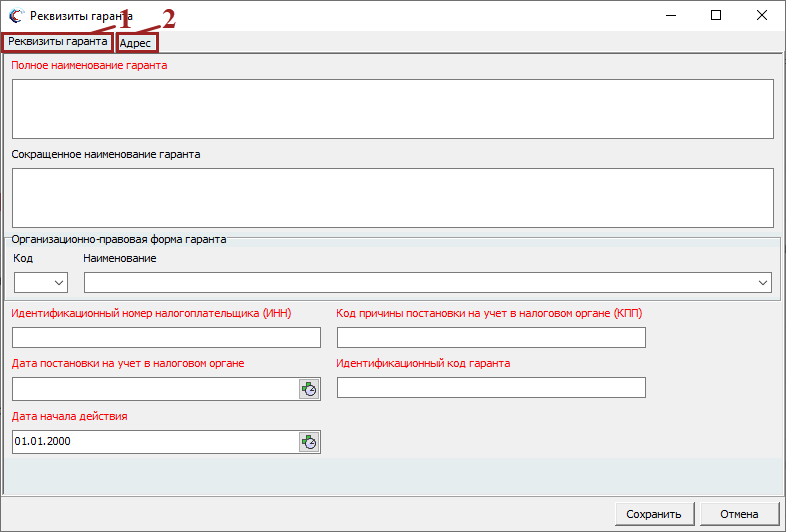 Реквизиты гаранта 1 2
Реквизиты гаранта Адрес
Полное наименование гаранта
Сокращенное наименование гаранта
Организационно-правовая форма гаранта
Код Наименование
Идентификационный номер налогоплательщика (ИНН) Код причины постановки на учет в налоговом органе (КПП)
Дата постановки на учет в налоговом органе Идентификационный код гаранта
Дата начала действия
01.01.2000
Сохранить Отмена